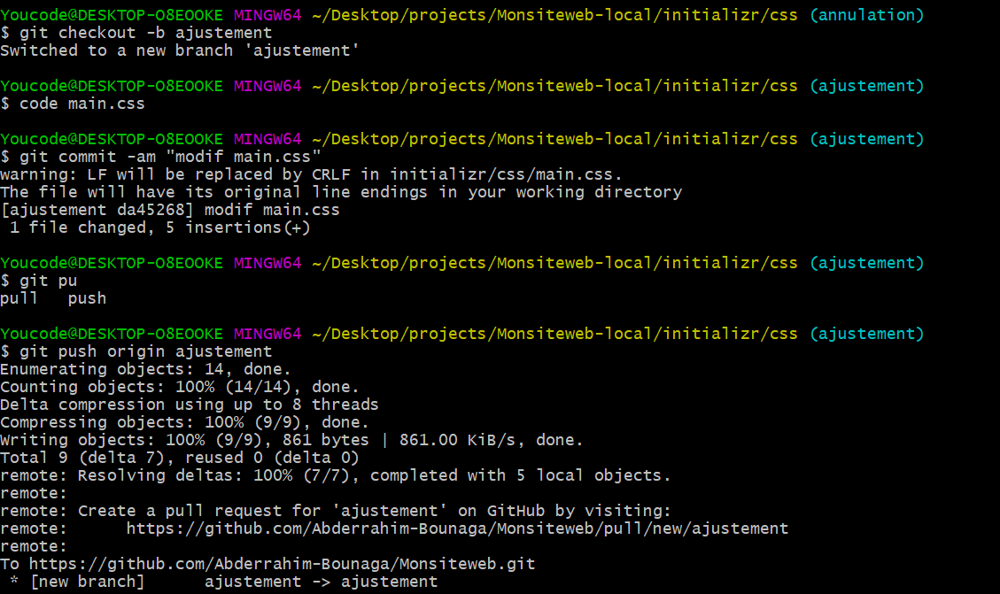 Youcode@DESKTOP-O8EOOKE MINGW64 ~/Desktop/projects/Monsiteweb-local/initializr/css (annulation)
$ git checkout -b ajustement
Switched to a new branch 'ajustement'
Youcode@DESKTOP-O8EOOKE MINGW64 ~/Desktop/projects/Monsiteweb-local/initializr/css (ajustement)
$ code main.css
Youcode@DESKTOP-O8EOOKE MINGW64 ~/Desktop/projects/Monsiteweb-local/initializr/css (ajustement)
$ git commit -am "modif main.css"
warning: LF will be replaced by CRLF in initializr/css/main.css.
The file will have its original line endings in your working directory
[ajustement da45268] modif main.css
 1 file changed, 5 insertions(+)
Youcode@DESKTOP-O8EOOKE MINGW64 ~/Desktop/projects/Monsiteweb-local/initializr/css (ajustement)
$ git pu
pull   push
Youcode@DESKTOP-O8EOOKE MINGW64 ~/Desktop/projects/Monsiteweb-local/initializr/css (ajustement)
$ git push origin ajustement
Enumerating objects: 14, done.
Counting objects: 100% (14/14), done.
Delta compression using up to 8 threads
Compressing objects: 100% (9/9), done.
Writing objects: 100% (9/9), 861 bytes | 861.00 KiB/s, done.
Total 9 (delta 7), reused 0 (delta 0)
remote: Resolving deltas: 100% (7/7), completed with 5 local objects.
remote:
remote: Create a pull request for 'ajustement' on GitHub by visiting:
remote:      https://github.com/Abderrahim-Bounaga/Monsiteweb/pull/new/ajustement
remote:
To https://github.com/Abderrahim-Bounaga/Monsiteweb.git
 * [new branch]      ajustement -> ajustement